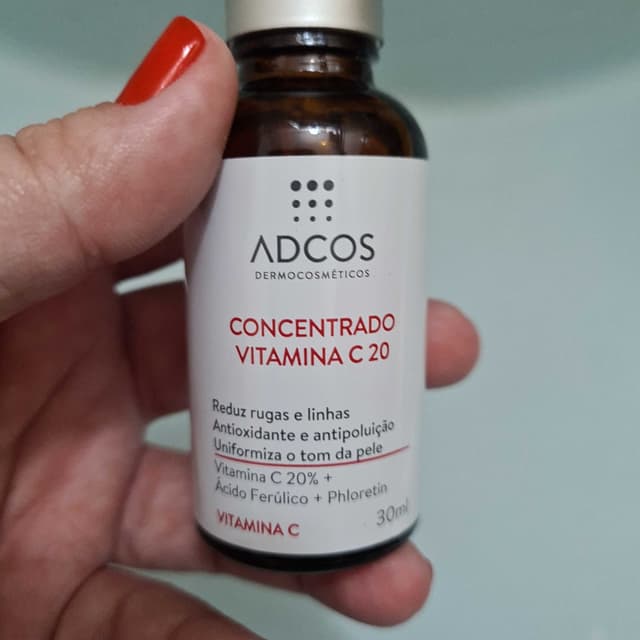 ADCOS
DERMOCOSMÉTICOS
CONCENTRADO
VITAMINA C 20
Reduz rugas e linhas
Antioxidante e antipoluição
Uniformiza o tom da pele
Vitamina C 20% +
Ácido Ferúlico + Phloretin
30ml
VITAMINA C